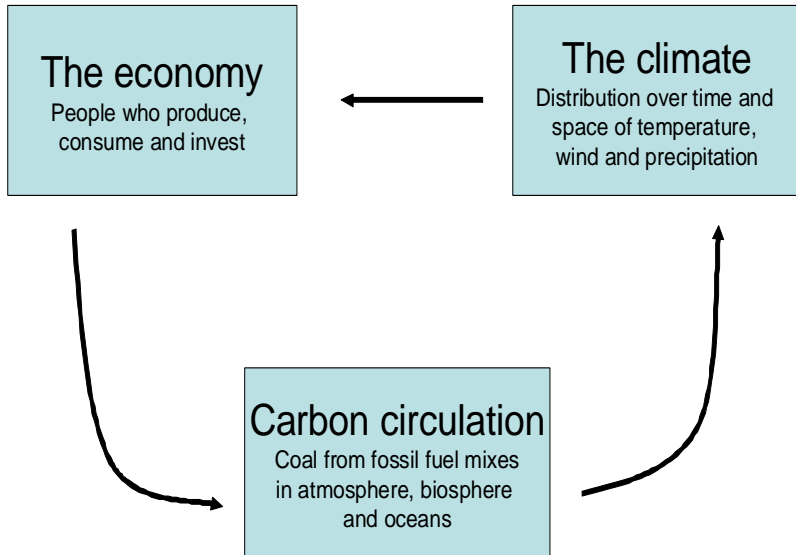 The economy
People who produce,
consume and invest
The climate
Distribution over time and
space of temperature,
wind and precipitation
Carbon circulation
Coal from fossil fuel mixes
in atmosphere, biosphere
and oceans